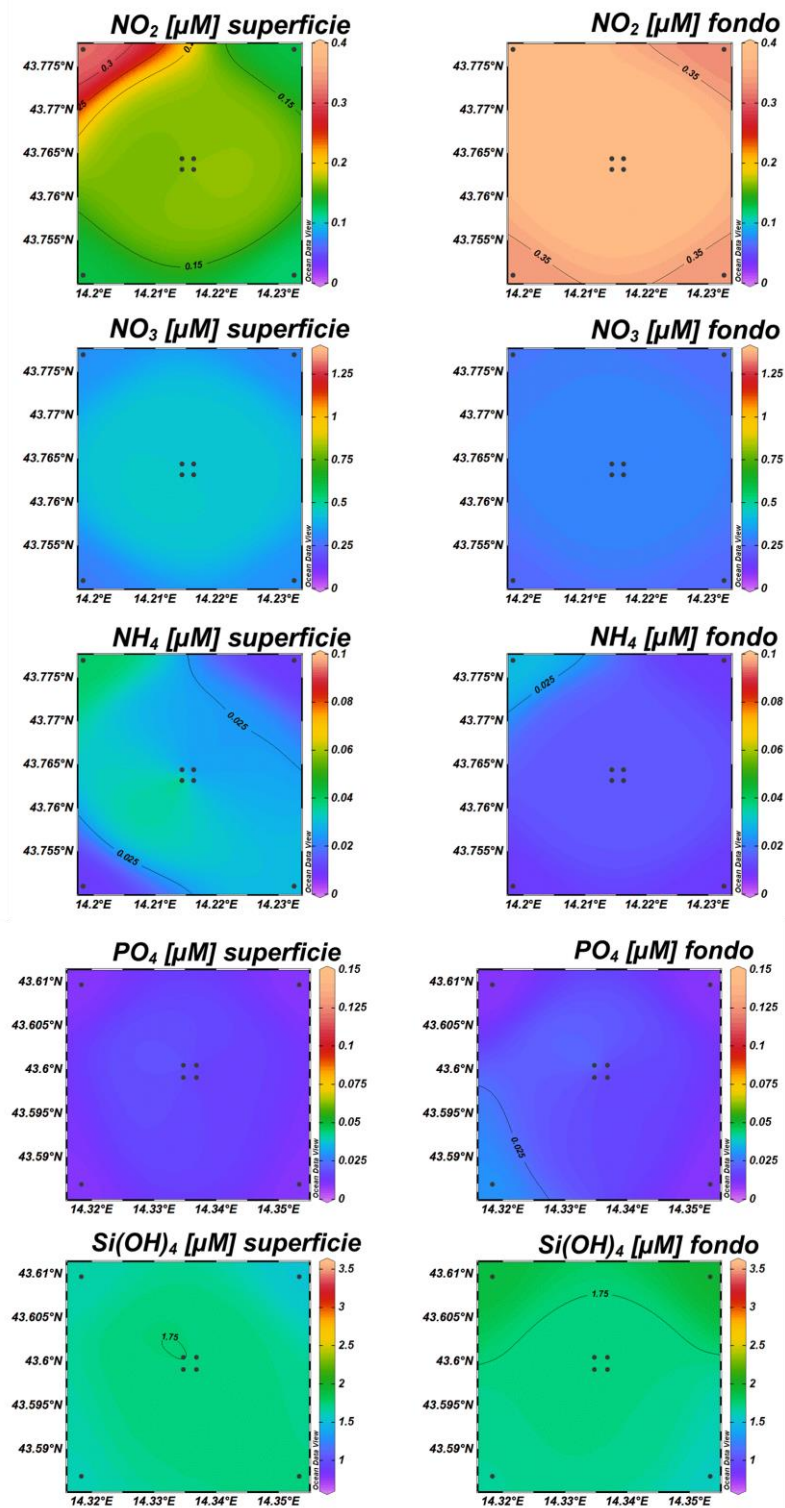 NO₂ [µM] superficie
43.775°N
43.77°N
43.765°N
43.76°N
43.755°N
14.2°E 14.21°E 14.22°E 14.23°E
0.3
0.15
0.15
0.4
0.3
0.2
0.1
0
Ocean Data View
NO₂ [µM] fondo
43.775°N
43.77°N
43.765°N
43.76°N
43.755°N
14.2°E 14.21°E 14.22°E 14.23°E
0.35
0.35
0.35
0.4
0.3
0.2
0.1
0
Ocean Data View
NO₃ [µM] superficie
43.775°N
43.77°N
43.765°N
43.76°N
43.755°N
14.2°E 14.21°E 14.22°E 14.23°E
1.25
1
0.75
0.5
0.25
0
Ocean Data View
NO₃ [µM] fondo
43.775°N
43.77°N
43.765°N
43.76°N
43.755°N
14.2°E 14.21°E 14.22°E 14.23°E
1.25
1
0.75
0.5
0.25
0
Ocean Data View
NH₄ [µM] superficie
43.775°N
43.77°N
43.765°N
43.76°N
43.755°N
14.2°E 14.21°E 14.22°E 14.23°E
0.025
0.025
0.1
0.08
0.06
0.04
0.02
0
Ocean Data View
NH₄ [µM] fondo
43.775°N
43.77°N
43.765°N
43.76°N
43.755°N
14.2°E 14.21°E 14.22°E 14.23°E
0.025
0.1
0.08
0.06
0.04
0.02
0
Ocean Data View
PO₄ [µM] superficie
43.61°N
43.605°N
43.6°N
43.595°N
43.59°N
14.32°E 14.33°E 14.34°E 14.35°E
0.15
0.125
0.1
0.075
0.05
0.025
0
Ocean Data View
PO₄ [µM] fondo
43.61°N
43.605°N
43.6°N
43.595°N
43.59°N
14.32°E 14.33°E 14.34°E 14.35°E
0.025
0.15
0.125
0.1
0.075
0.05
0.025
0
Ocean Data View
Si(OH)₄ [µM] superficie
43.61°N
43.605°N
43.6°N
43.595°N
43.59°N
14.32°E 14.33°E 14.34°E 14.35°E
1.75
3.5
3
2.5
2
1.5
1
Ocean Data View
Si(OH)₄ [µM] fondo
43.61°N
43.605°N
43.6°N
43.595°N
43.59°N
14.32°E 14.33°E 14.34°E 14.35°E
1.75
3.5
3
2.5
2
1.5
1
Ocean Data View